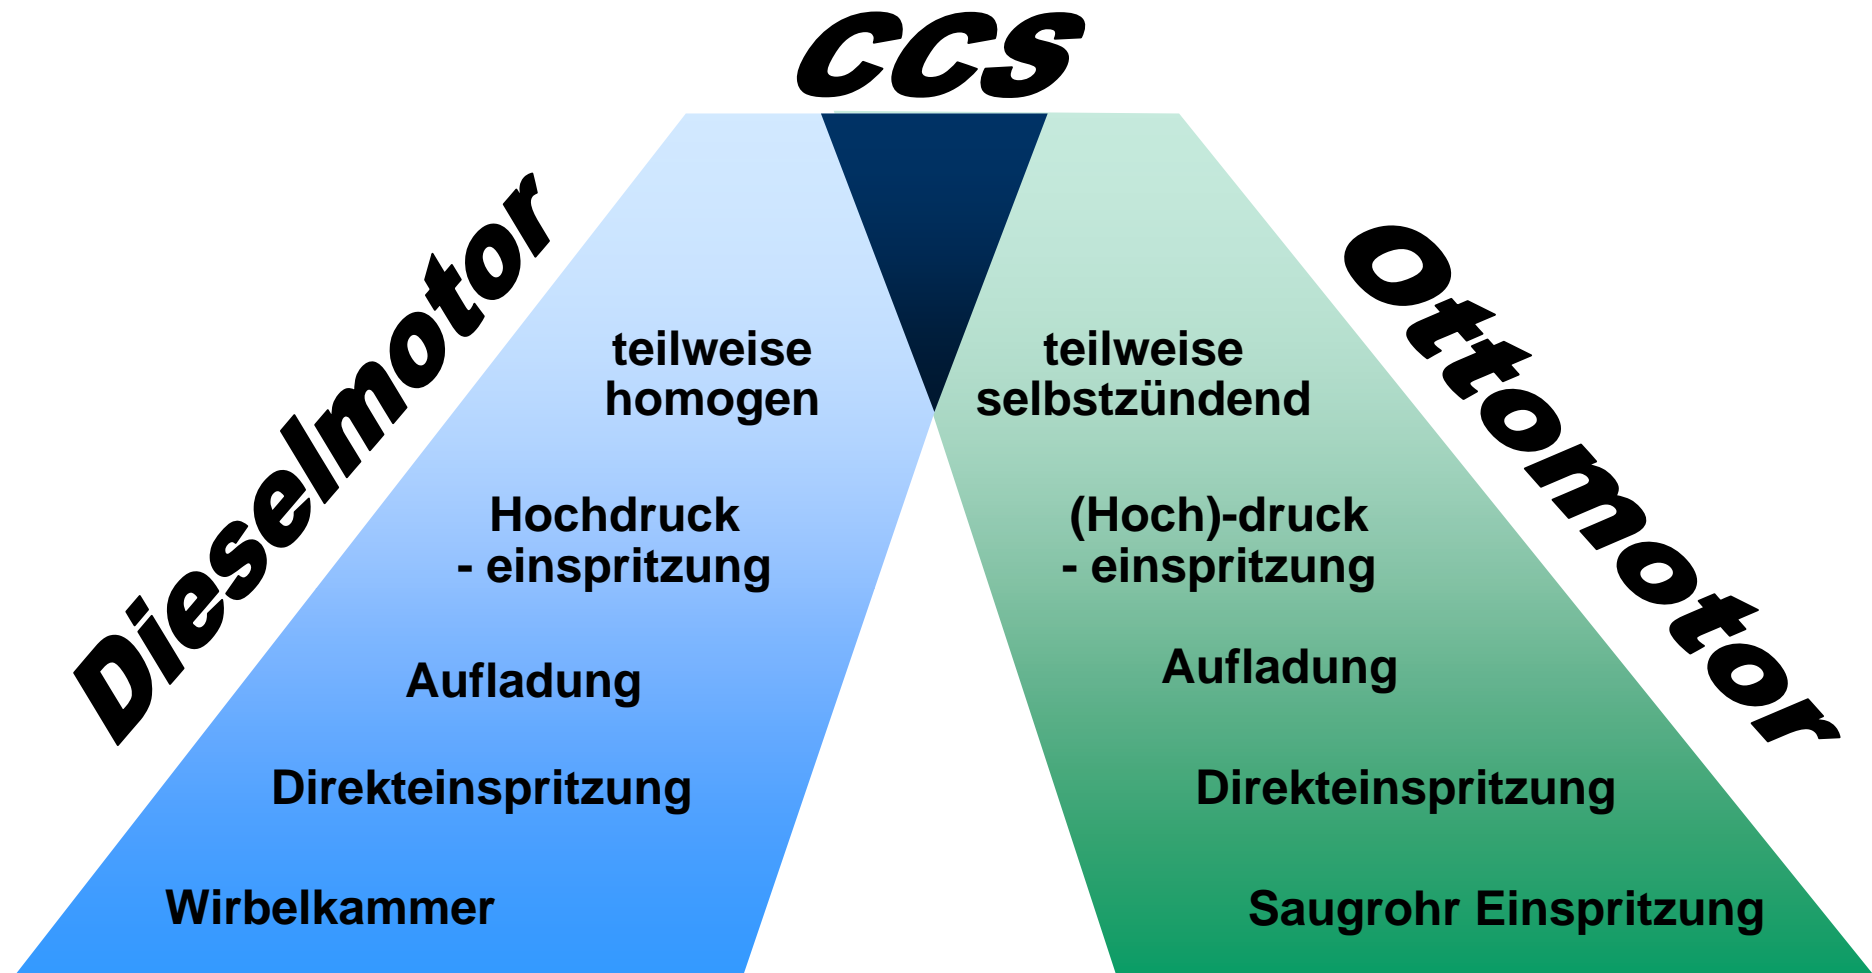 CCS
Dieselmotor
teilweise
homogen
Hochdruck
- einspritzung
Aufladung
Direkteinspritzung
Wirbelkammer
Ottomotor
teilweise
selbstzündend
(Hoch)-druck
- einspritzung
Aufladung
Direkteinspritzung
Saugrohr Einspritzung